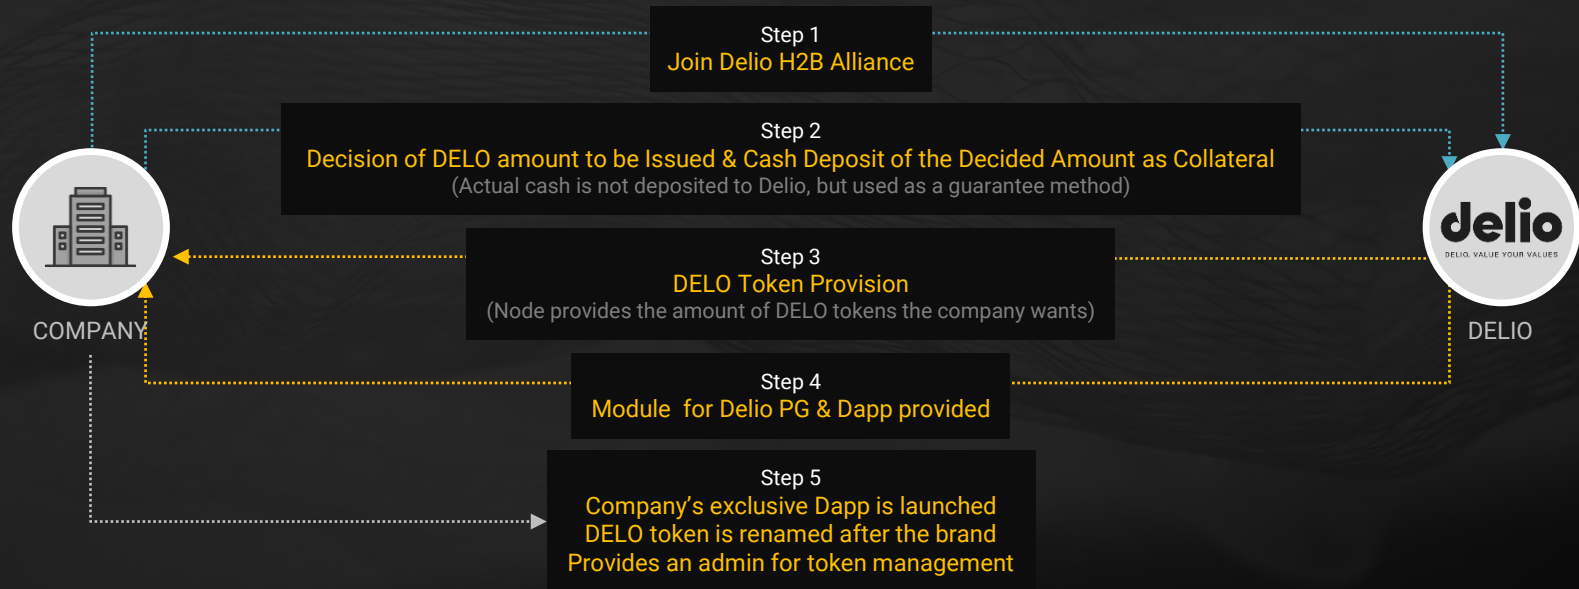 Step 1
Join Delio H2B Alliance
Step 2
Decision of DELO amount to be Issued & Cash Deposit of the Decided Amount as Collateral
(Actual cash is not deposited to Delio, but used as a guarantee method)
Step 3
DELO Token Provision
(Node provides the amount of DELO tokens the company wants)
COMPANY
delio
DELIO. VALUE YOUR VALUES
DELIO
Step 4
Module for Delio PG & Dapp provided
Step 5
Company’s exclusive Dapp is launched
DELO token is renamed after the brand
Provides an admin for token management